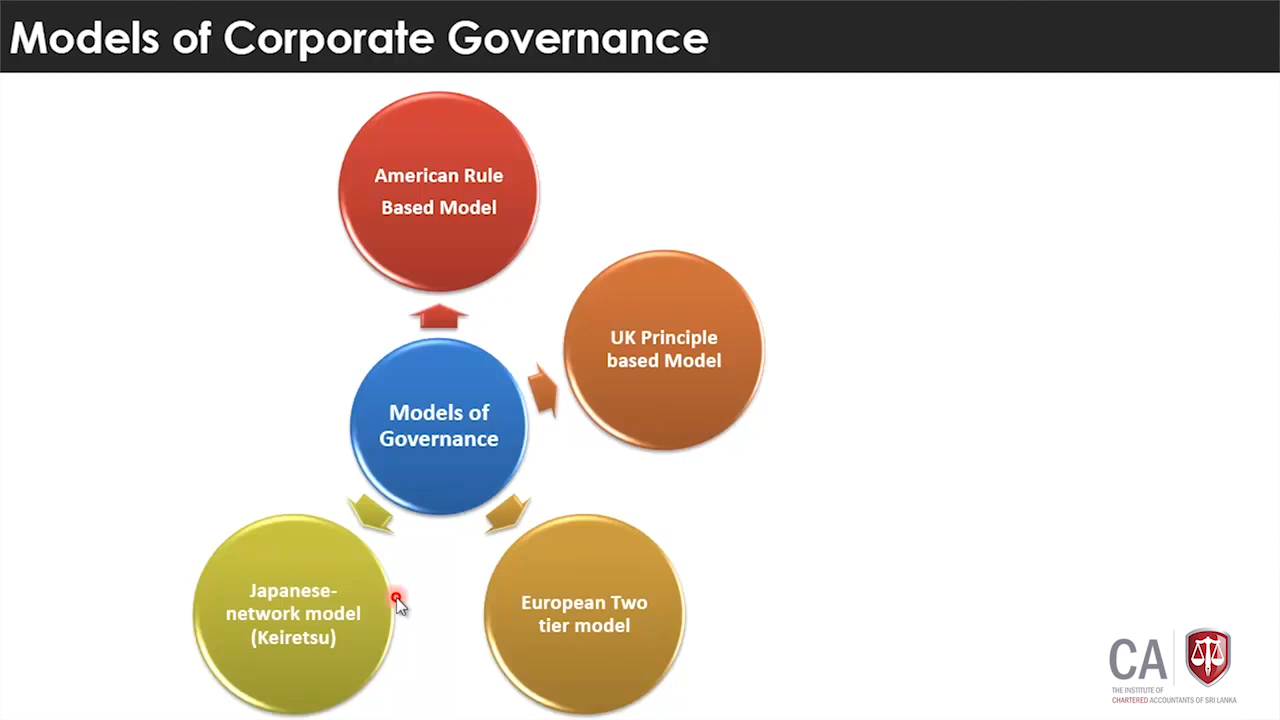 Models of Corporate Governance
American Rule
Based Model
UK Principle
based Model
Models of
Governance
Japanese-
network model
(Keiretsu)
European Two
tier model
CA
THE INSTITUTE OF
CHARTERED ACCOUNTANTS OF SRI LANKA